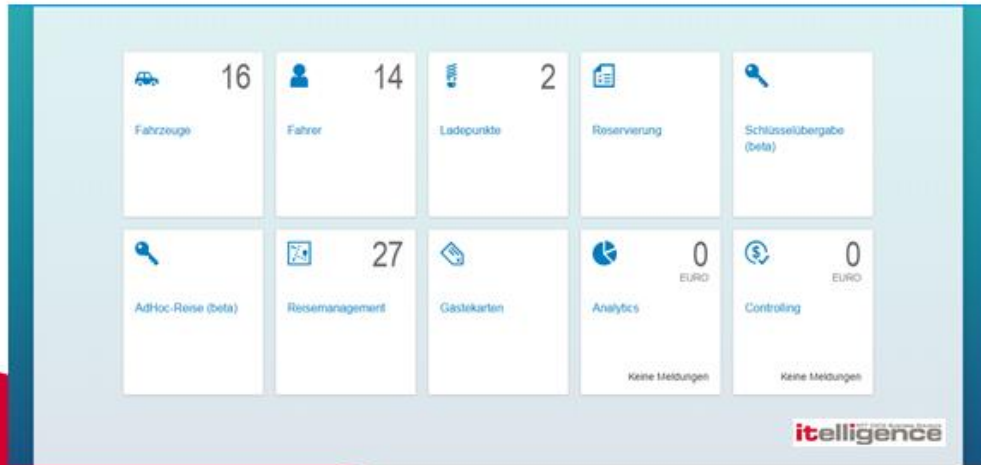 16
Fahrzeuge
14
Fahrer
2
Ladepunkte
Reservierung
Schlüsselübergabe
(beta)
AdHoc-Reise (beta)
27
Reisemanagement
Gästekarten
0
EURO
Analytics
Keine Meldungen
0
EURO
Controlling
Keine Meldungen
itelligence